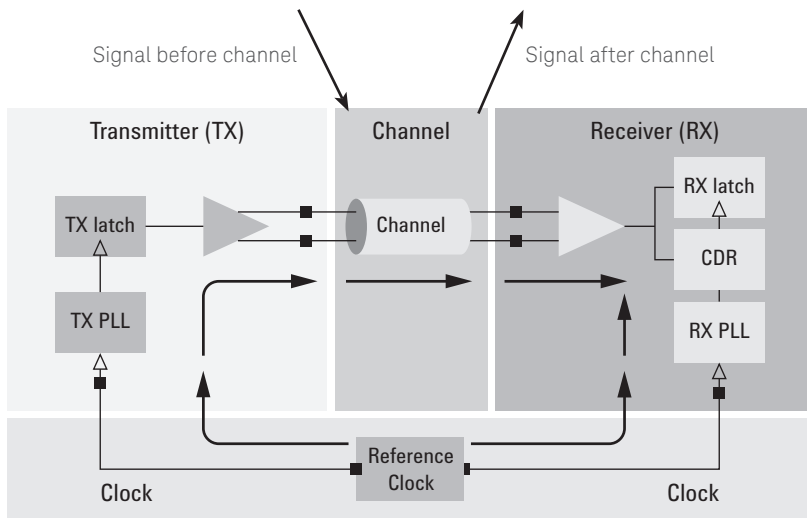 Signal before channel
Signal after channel
Transmitter (TX)
Channel
Receiver (RX)
TX latch
Channel
RX latch
CDR
TX PLL
RX PLL
Reference
Clock
Clock
Clock